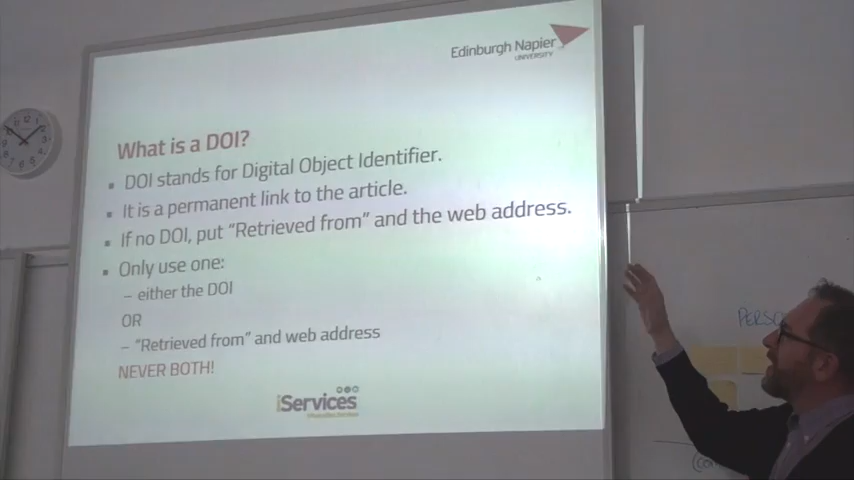 Edinburgh Napier
UNIVERSITY
What is a DOI?
▪ DOI stands for Digital Object Identifier.
▪ It is a permanent link to the article.
▪ If no DOI, put “Retrieved from” and the web address.
▪ Only use one:
– either the DOI
OR
– “Retrieved from” and web address
NEVER BOTH!
iServices